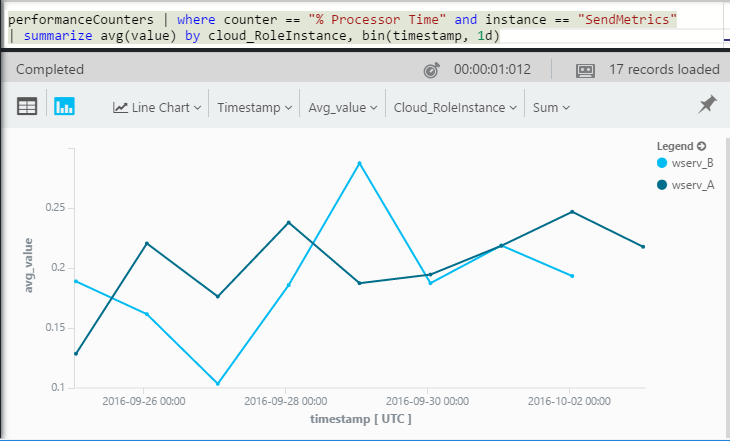 performanceCounters | where counter == "% Processor Time" and instance == "SendMetrics"
| summarize avg(value) by cloud_RoleInstance, bin(timestamp, 1d)
Completed 00:00:01:012 17 records loaded
Line Chart Timestamp Avg_value Cloud_RoleInstance Sum
Legend
wserv_B
wserv_A
avg_value
0.25
0.2
0.15
0.1
2016-09-26 00:00 2016-09-28 00:00 2016-09-30 00:00 2016-10-02 00:00
timestamp [ UTC ]